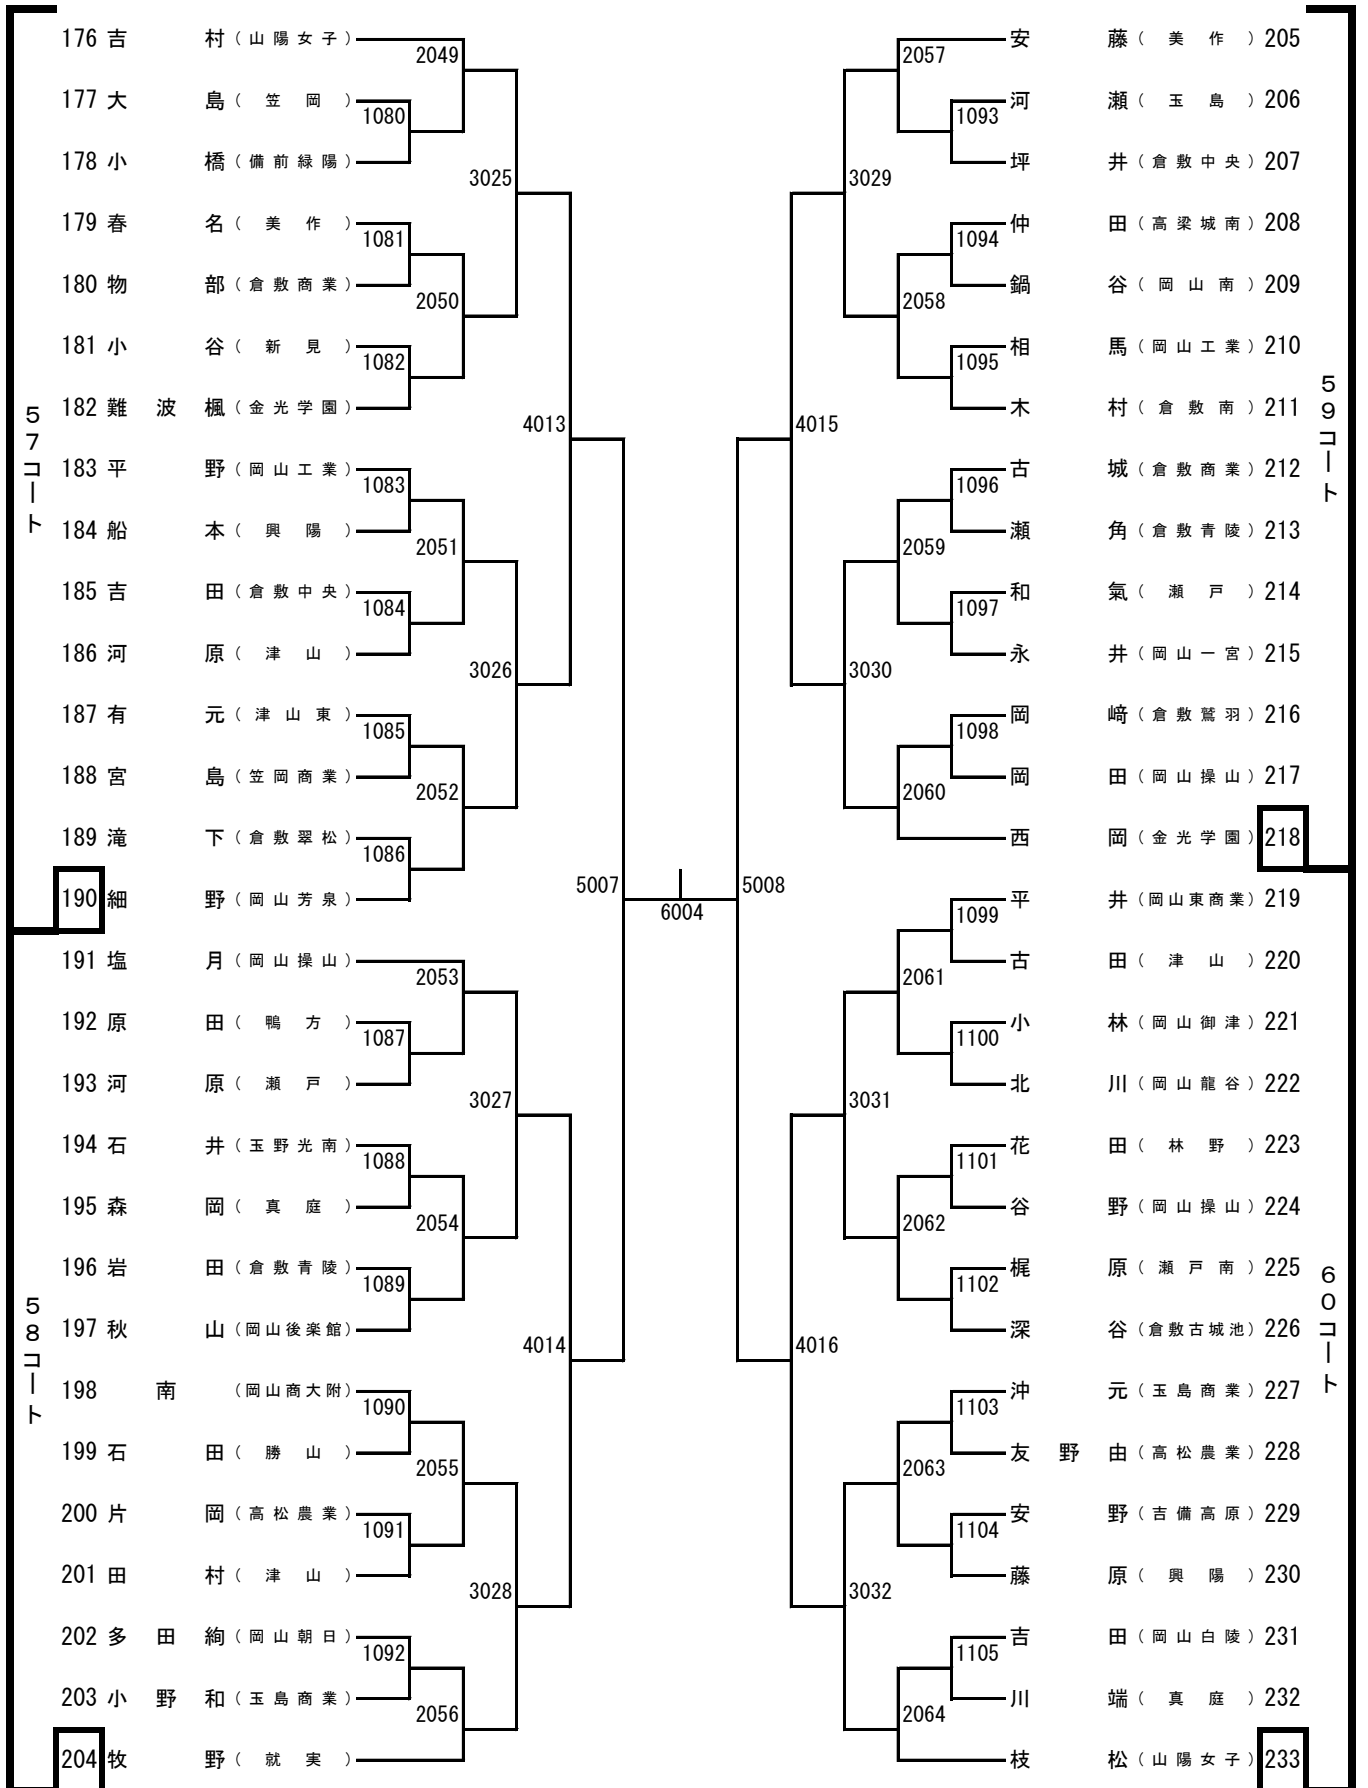 176 吉村(山陽女子)
177 大島(笠岡)
178 小橋(備前緑陽)
179 春名(美作)
180 物部(倉敷商業)
181 小谷(新見)
182 難波楓(金光学園)
183 平野(岡山工業)
184 船本(興陽)
185 吉田(倉敷中央)
186 河原(津山)
187 有元(津山東)
188 宮島(笠岡商業)
189 滝下(倉敷翠松)
190 細野(岡山芳泉)
57コート
191 塩月(岡山操山)
192 原田(鴨方)
193 河原(瀬戸)
194 石井(玉野光南)
195 森岡(真庭)
196 岩田(倉敷青陵)
197 秋山(岡山後楽館)
198 南(岡山商大附)
199 石田(勝山)
200 片岡(高松農業)
201 田村(津山)
202 多田絢(岡山朝日)
203 小野和(玉島商業)
204 牧野(就実)
58コート
1080
1081
1082
1083
1084
1085
1086
1087
1088
1089
1090
1091
1092
2049
2050
2051
2052
2053
2054
2055
2056
3025
3026
3027
3028
4013
4014
5007
6004
5008
4015
4016
3029
3030
3031
3032
2057
2058
2059
2060
2061
2062
2063
2064
1093
1094
1095
1096
1097
1098
1099
1100
1101
1102
1103
1104
1105
安藤(美作)205
河瀬(玉島)206
坪井(倉敷中央)207
仲田(高梁城南)208
鍋谷(岡山南)209
相馬(岡山工業)210
木村(倉敷南)211
古城(倉敷商業)212
瀬角(倉敷青陵)213
和氣(瀬戸)214
永井(岡山一宮)215
岡﨑(倉敷鷲羽)216
岡田(岡山操山)217
西岡(金光学園)218
59コート
平井(岡山東商業)219
古田(津山)220
小林(岡山御津)221
北川(岡山龍谷)222
花田(林野)223
谷野(岡山操山)224
梶原(瀬戸南)225
深谷(倉敷古城池)226
沖元(玉島商業)227
友野由(高松農業)228
安野(吉備高原)229
藤原(興陽)230
吉田(岡山白陵)231
川端(真庭)232
枝松(山陽女子)233
60コート